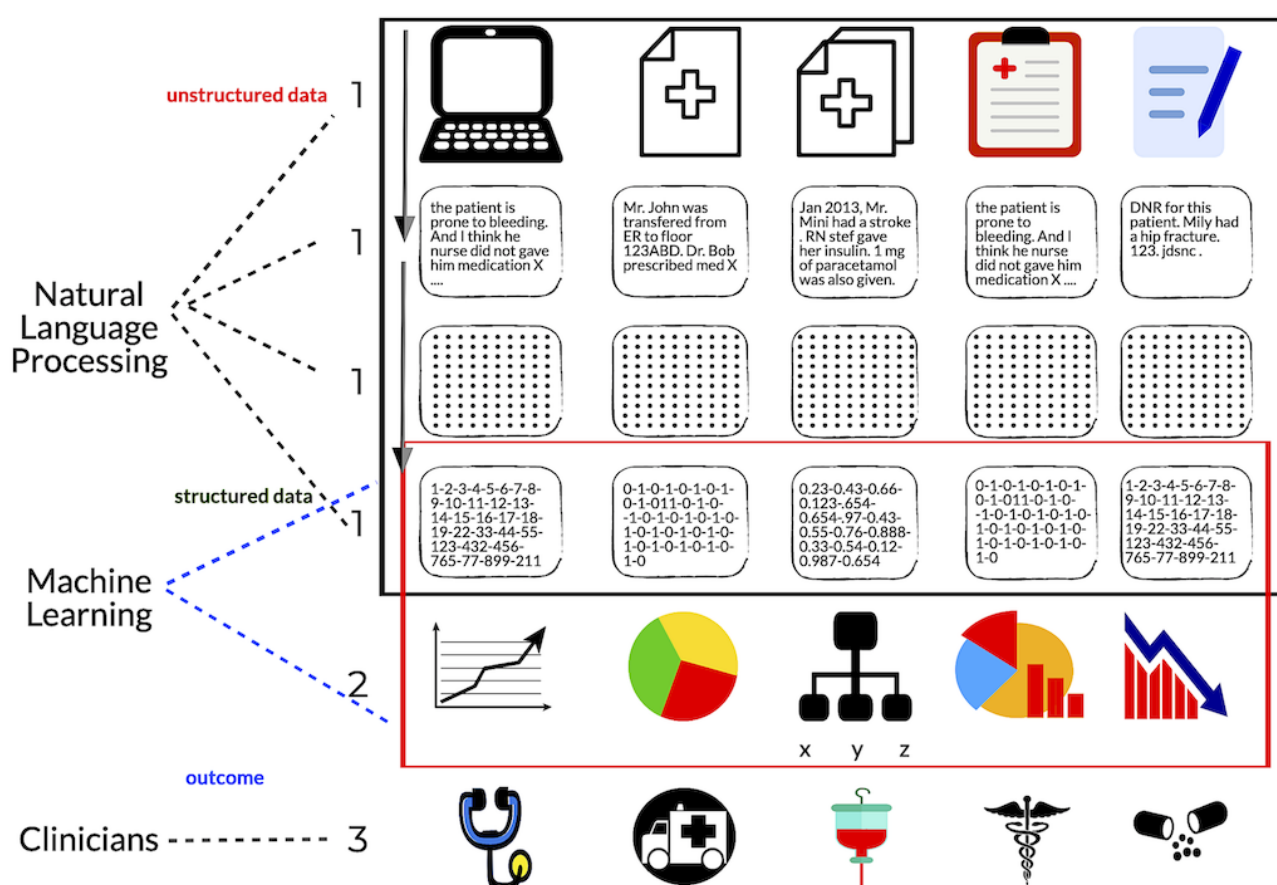 unstructured data
1
the patient is
prone to bleeding.
And I think he
nurse did not gave
him medication X
....
Mr. John was
transfered from
ER to floor
123ABD. Dr. Bob
prescribed med X
Jan 2013, Mr.
Mini had a stroke
. RN stef gave
her insulin. 1 mg
of paracetamol
was also given.
the patient is
prone to
bleeding. And I
think he nurse
did not gave him
medication X ....
DNR for this
patient. Mily had
a hip fracture.
123. jdsnc .
1
Natural
Language
Processing
1
structured data
1
1-2-3-4-5-6-7-8-
9-10-11-12-13-
14-15-16-17-18-
19-22-33-44-55-
123-432-456-
765-77-899-211
0-1-0-1-0-1-0-1-
0-1-011-0-1-0-
-1-0-1-0-1-0-1-0-
1-0-1-0-1-0-1-0-
1-0-1-0-1-0-1-0-
1-0
0.23-0.43-0.66-
0.123-.654-
0.654-.97-0.43-
0.55-0.76-0.888-
0.33-0.54-0.12-
0.987-0.654
0-1-0-1-0-1-0-1-
0-1-011-0-1-0-
-1-0-1-0-1-0-1-0-
1-0-1-0-1-0-1-0-
1-0-1-0-1-0-1-0-
1-0
1-2-3-4-5-6-7-8-
9-10-11-12-13-
14-15-16-17-18-
19-22-33-44-55-
123-432-456-
765-77-899-211
Machine
Learning
2
x y z
outcome
Clinicians
3